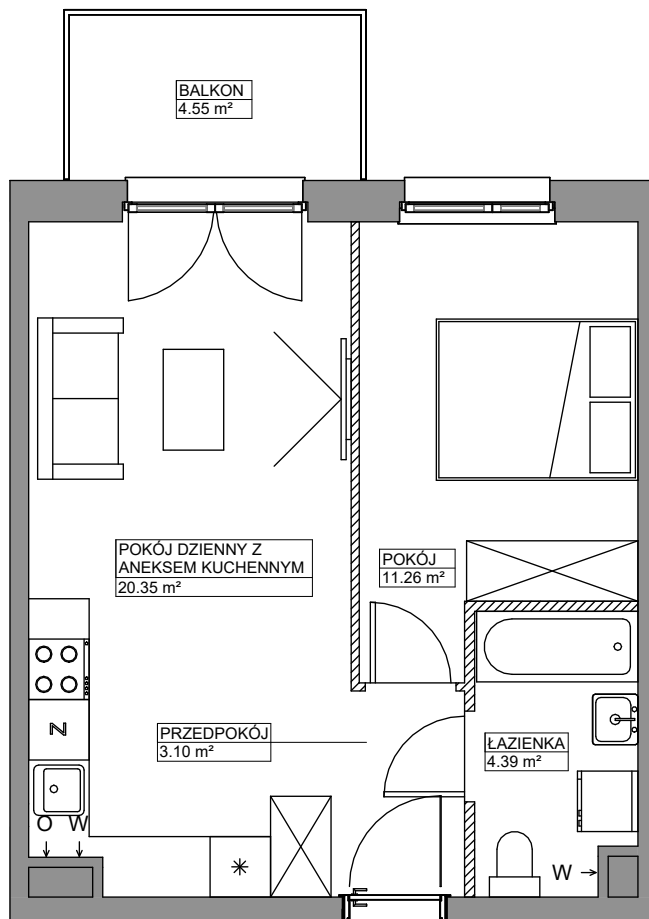 BALKON
4.55 m²
POKÓJ DZIENNY Z
ANEKSEM KUCHENNYM
20.35 m²
POKÓJ
11.26 m²
PRZEDPOKÓJ
3.10 m²
ŁAZIENKA
4.39 m²
Z
O W
W